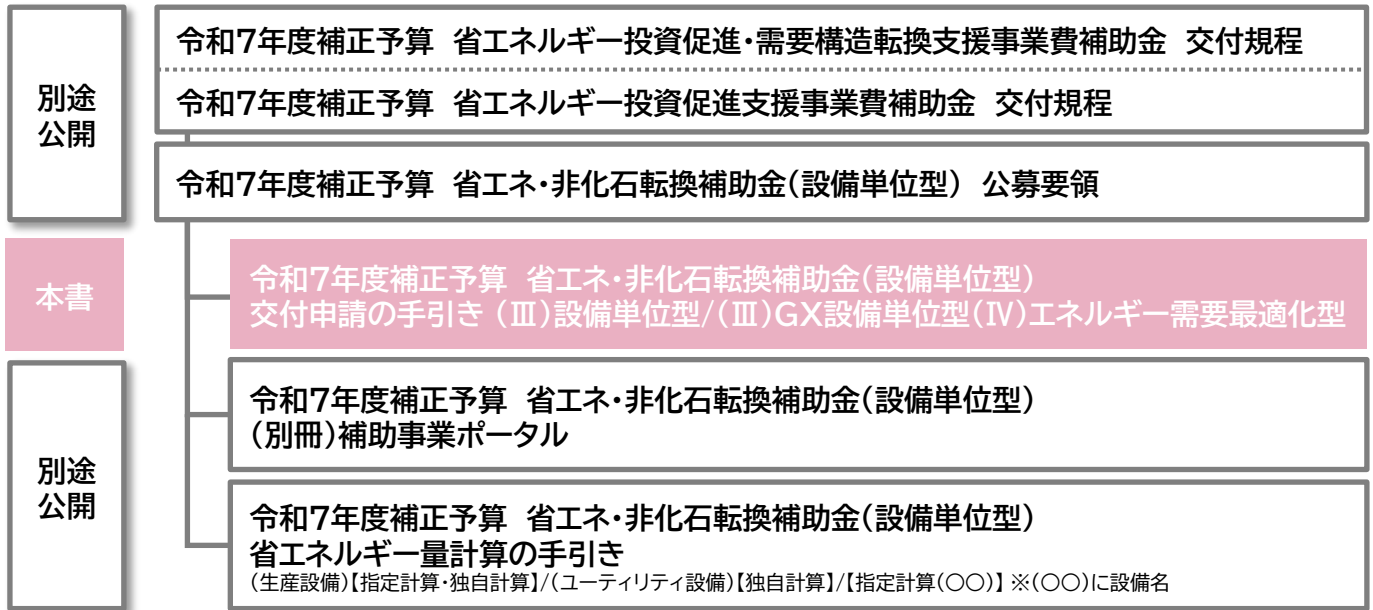 別途
公開
令和7年度補正予算 省エネルギー投資促進・需要構造転換支援事業費補助金 交付規程
令和7年度補正予算 省エネルギー投資促進支援事業費補助金 交付規程
令和7年度補正予算 省エネ・非化石転換補助金(設備単位型) 公募要領
本書
令和7年度補正予算 省エネ・非化石転換補助金(設備単位型)
交付申請の手引き (Ⅲ)設備単位型/(Ⅲ)GX設備単位型(Ⅳ)エネルギー需要最適化型
別途
公開
令和7年度補正予算 省エネ・非化石転換補助金(設備単位型)
(別冊)補助事業ポータル
令和7年度補正予算 省エネ・非化石転換補助金(設備単位型)
省エネルギー量計算の手引き
(生産設備)【指定計算・独自計算】/(ユーティリティ設備)【独自計算】/【指定計算(○○)】 ※(○○)に設備名